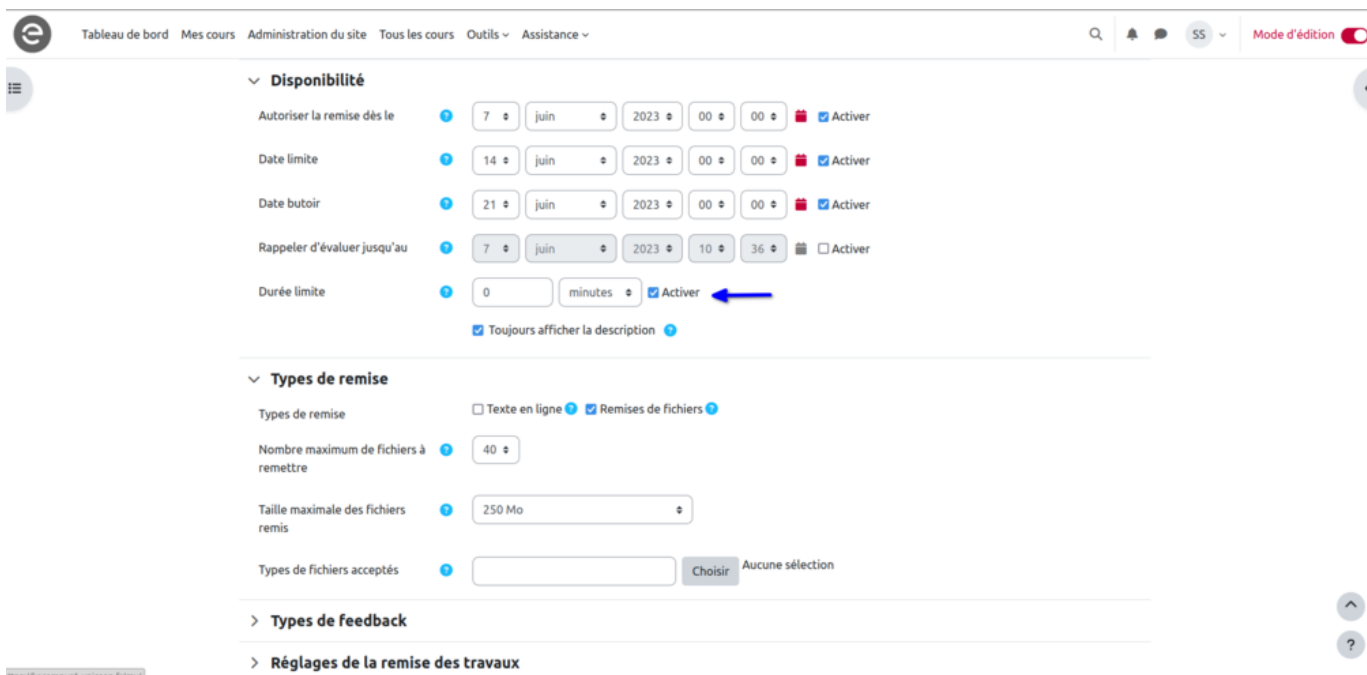 Tableau de bord Mes cours Administration du site Tous les cours Outils Assistance SS Mode d'édition
Disponibilité
Autoriser la remise dès le ? 7 juin 2023 00 00 Activer
Date limite ? 14 juin 2023 00 00 Activer
Date butoir ? 21 juin 2023 00 00 Activer
Rappeler d'évaluer jusqu'au ? 7 juin 2023 10 36 Activer
Durée limite ? 0 minutes Activer
Toujours afficher la description ?
Types de remise
Types de remise Texte en ligne ? Remises de fichiers ?
Nombre maximum de fichiers à ? 40
remettre
Taille maximale des fichiers ? 250 Mo
remis
Types de fichiers acceptés ? Choisir Aucune sélection
Types de feedback
?
Réglages de la remise des travaux